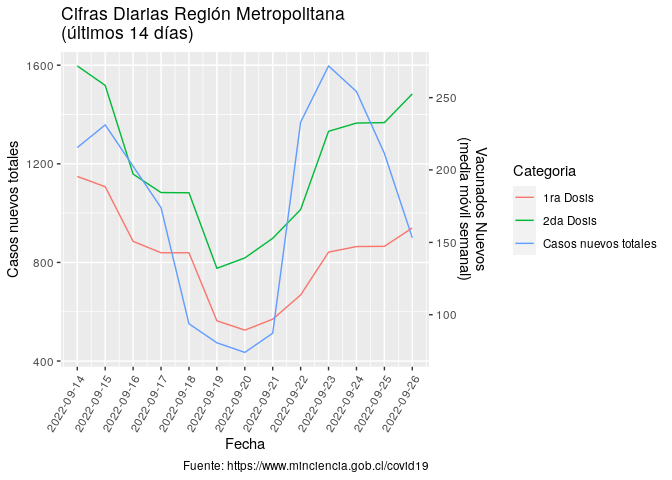 Cifras Diarias Región Metropolitana
(últimos 14 días)
1600
1200
800
400
Casos nuevos totales
250
200
150
100
Vacunados Nuevos
(media móvil semanal)
2022-09-14
2022-09-15
2022-09-16
2022-09-17
2022-09-18
2022-09-19
2022-09-20
2022-09-21
2022-09-22
2022-09-23
2022-09-24
2022-09-25
2022-09-26
Fecha
Categoria
1ra Dosis
2da Dosis
Casos nuevos totales
Fuente: https://www.minciencia.gob.cl/covid19